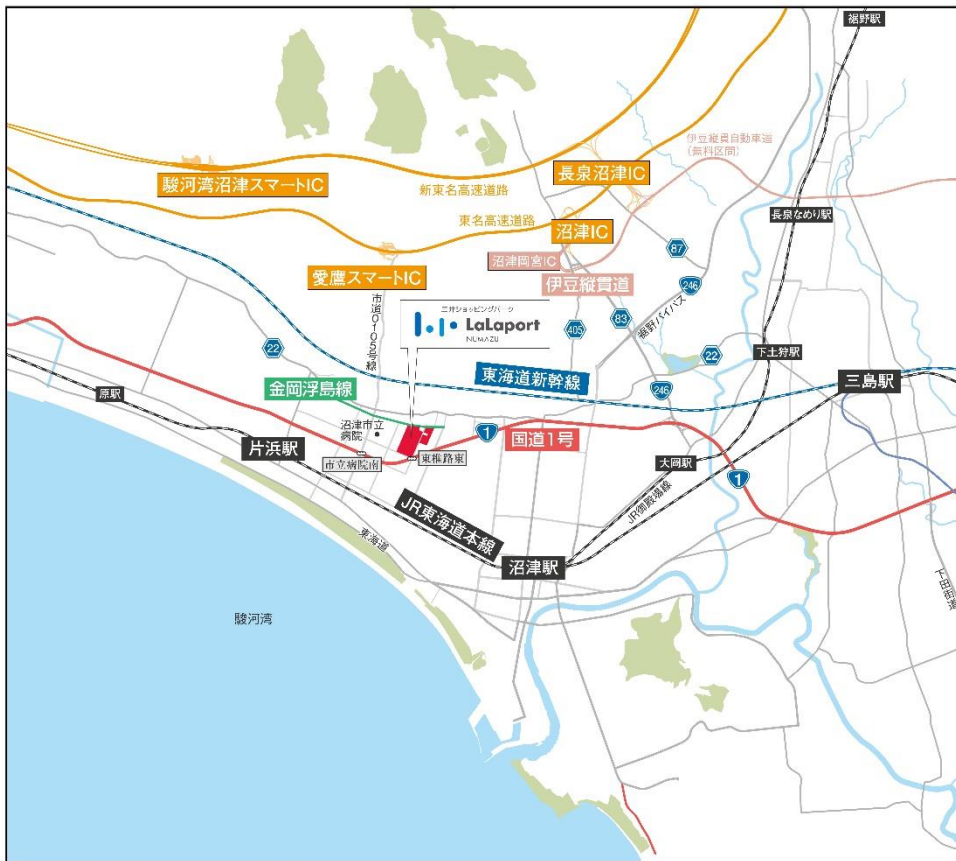 裾野駅
伊豆縦貫自動車道
(無料区間)
駿河湾沼津スマートIC
新東名高速道路
長泉沼津IC
東名高速道路
沼津IC
長泉なめり駅
沼津岡宮IC
伊豆縦貫道
愛鷹スマートIC
87
246
市道0105号線
三井ショッピングパーク
LaLaport
NUMAZU
405
83
裾野バイパス
22
22
下土狩駅
東海道新幹線
三島駅
246
原駅
金岡浮島線
沼津市立
病院
1
国道1号
片浜駅
市立病院南
東椎路東
大岡駅
1
JR東海道本線
JR御殿場線
東海道
沼津駅
下田街道
駿河湾